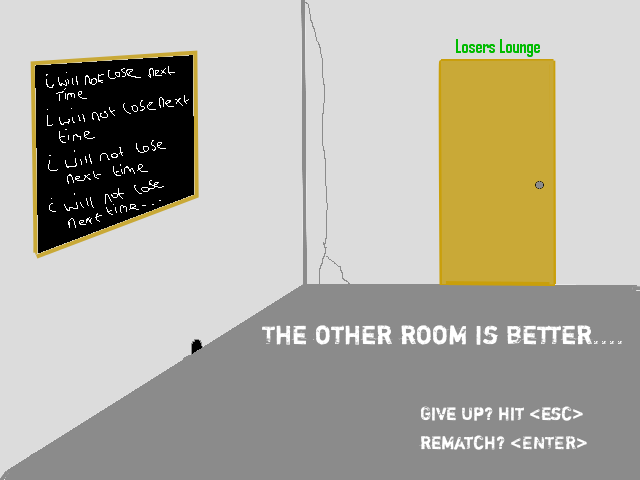 Losers Lounge
i will not lose next
Time
i will not lose next
time
i will not lose
next time
i will not lose
next time...
THE OTHER ROOM IS BETTER....
GIVE UP? HIT <ESC>
REMATCH? <ENTER>